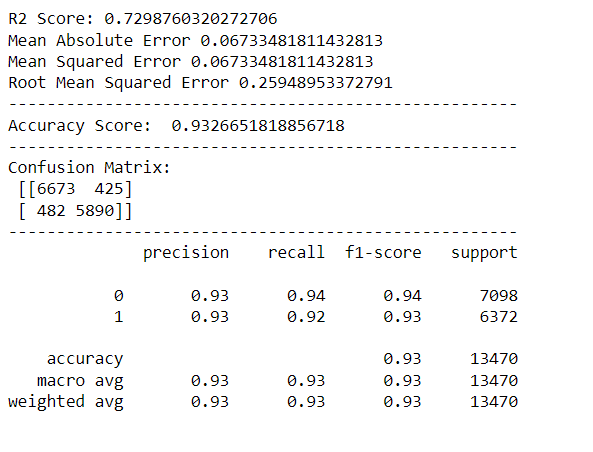 R2 Score: 0.7298760320272706
Mean Absolute Error 0.06733481811432813
Mean Squared Error 0.06733481811432813
Root Mean Squared Error 0.25948953372791
---------------------------------------------------
Accuracy Score:  0.9326651818856718
---------------------------------------------------
Confusion Matrix:
 [[6673  425]
 [ 482 5890]]
---------------------------------------------------
              precision    recall  f1-score   support
           0       0.93      0.94      0.94      7098
           1       0.93      0.92      0.93      6372
    accuracy                           0.93     13470
   macro avg       0.93      0.93      0.93     13470
weighted avg       0.93      0.93      0.93     13470